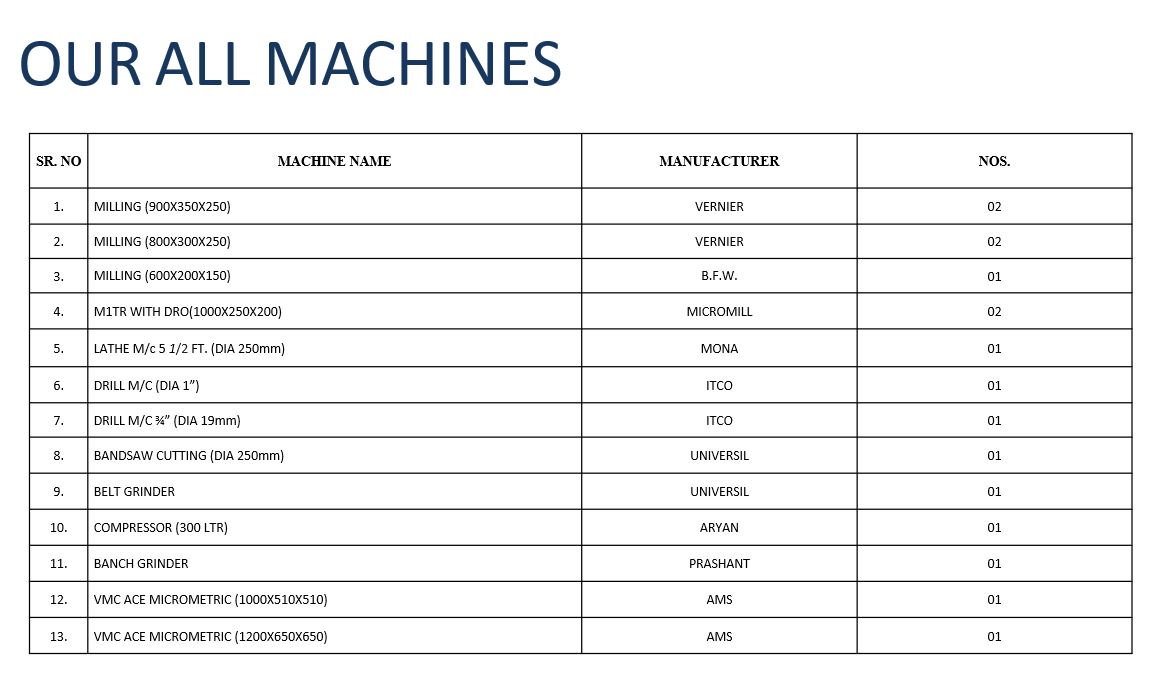 OUR ALL MACHINES
SR. NO MACHINE NAME MANUFACTURER NOS.
1. MILLING (900X350X250) VERNIER 02
2. MILLING (800X300X250) VERNIER 02
3. MILLING (600X200X150) B.F.W. 01
4. M1TR WITH DRO(1000X250X200) MICROMILL 02
5. LATHE M/c 5 1/2 FT. (DIA 250mm) MONA 01
6. DRILL M/C (DIA 1”) ITCO 01
7. DRILL M/C ¾” (DIA 19mm) ITCO 01
8. BANDSAW CUTTING (DIA 250mm) UNIVERSIL 01
9. BELT GRINDER UNIVERSIL 01
10. COMPRESSOR (300 LTR) ARYAN 01
11. BANCH GRINDER PRASHANT 01
12. VMC ACE MICROMETRIC (1000X510X510) AMS 01
13. VMC ACE MICROMETRIC (1200X650X650) AMS 01